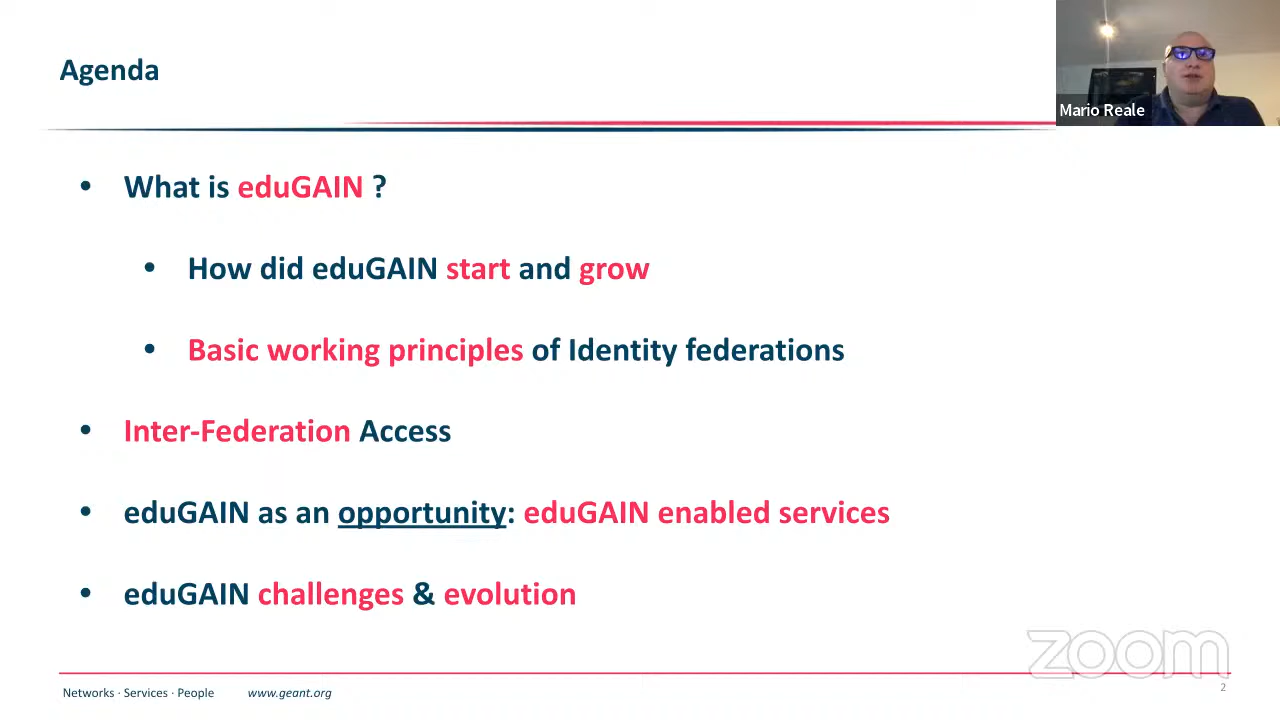 Agenda
Mario Reale
• What is eduGAIN ?
• How did eduGAIN start and grow
• Basic working principles of Identity federations
• Inter-Federation Access
• eduGAIN as an opportunity: eduGAIN enabled services
• eduGAIN challenges & evolution
zoom
Networks · Services · People www.geant.org
2